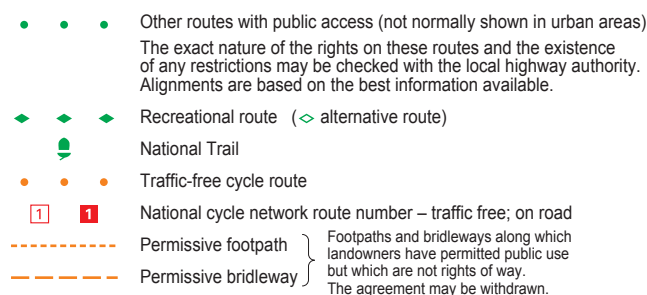 Other routes with public access (not normally shown in urban areas)
The exact nature of the rights on these routes and the existence
of any restrictions may be checked with the local highway authority.
Alignments are based on the best information available.
Recreational route ( alternative route)
National Trail
Traffic-free cycle route
1 1 National cycle network route number – traffic free; on road
Permissive footpath
Permissive bridleway
Footpaths and bridleways along which
landowners have permitted public use
but which are not rights of way.
The agreement may be withdrawn.